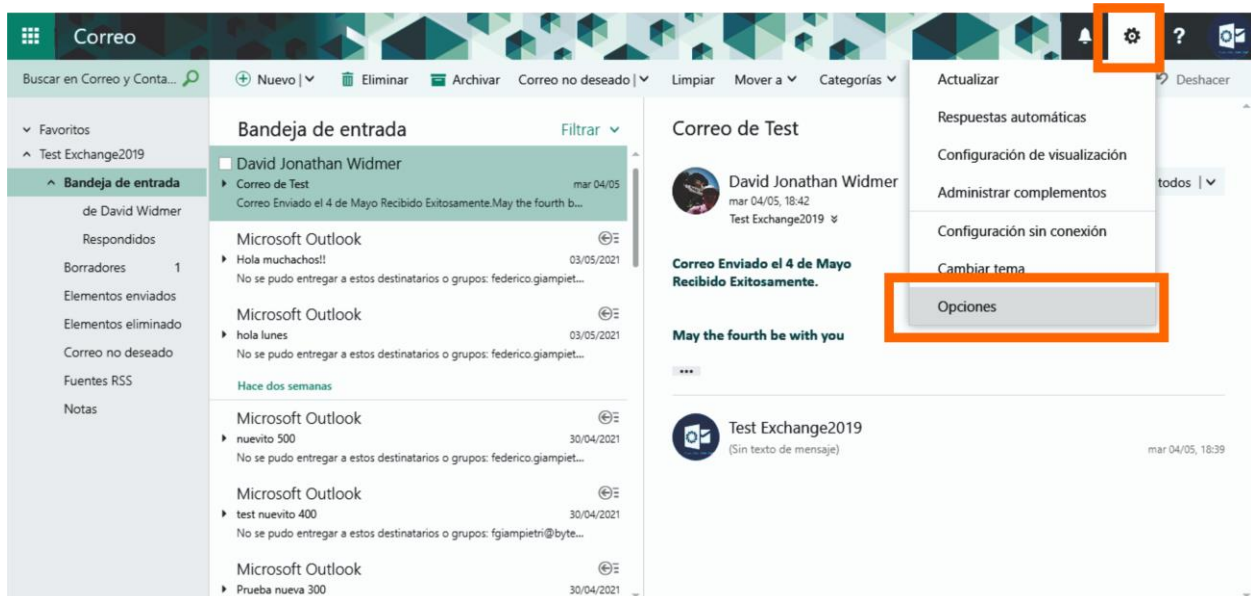 Correo
?
Buscar en Correo y Conta...
Nuevo |
Eliminar
Archivar
Correo no deseado |
Limpiar
Mover a
Categorías
Deshacer
Favoritos
Test Exchange2019
Bandeja de entrada
de David Widmer
Respondidos
Borradores 1
Elementos enviados
Elementos eliminado
Correo no deseado
Fuentes RSS
Notas
Bandeja de entrada
Filtrar
David Jonathan Widmer
Correo de Test mar 04/05
Correo Enviado el 4 de Mayo Recibido Exitosamente.May the fourth b...
Microsoft Outlook
Hola muchachos!! 03/05/2021
No se pudo entregar a estos destinatarios o grupos: federico.giampiet...
Microsoft Outlook
hola lunes 03/05/2021
No se pudo entregar a estos destinatarios o grupos: federico.giampiet...
Hace dos semanas
Microsoft Outlook
nuevito 500 30/04/2021
No se pudo entregar a estos destinatarios o grupos: federico.giampiet...
Microsoft Outlook
test nuevito 400 30/04/2021
No se pudo entregar a estos destinatarios o grupos: fgiampietri@byte...
Microsoft Outlook
Prueba nueva 300 30/04/2021
Correo de Test
David Jonathan Widmer
mar 04/05, 18:42
Test Exchange2019
todos |
Correo Enviado el 4 de Mayo
Recibido Exitosamente.
May the fourth be with you
...
Test Exchange2019
(Sin texto de mensaje) mar 04/05, 18:39
Actualizar
Respuestas automáticas
Configuración de visualización
Administrar complementos
Configuración sin conexión
Cambiar tema
Opciones